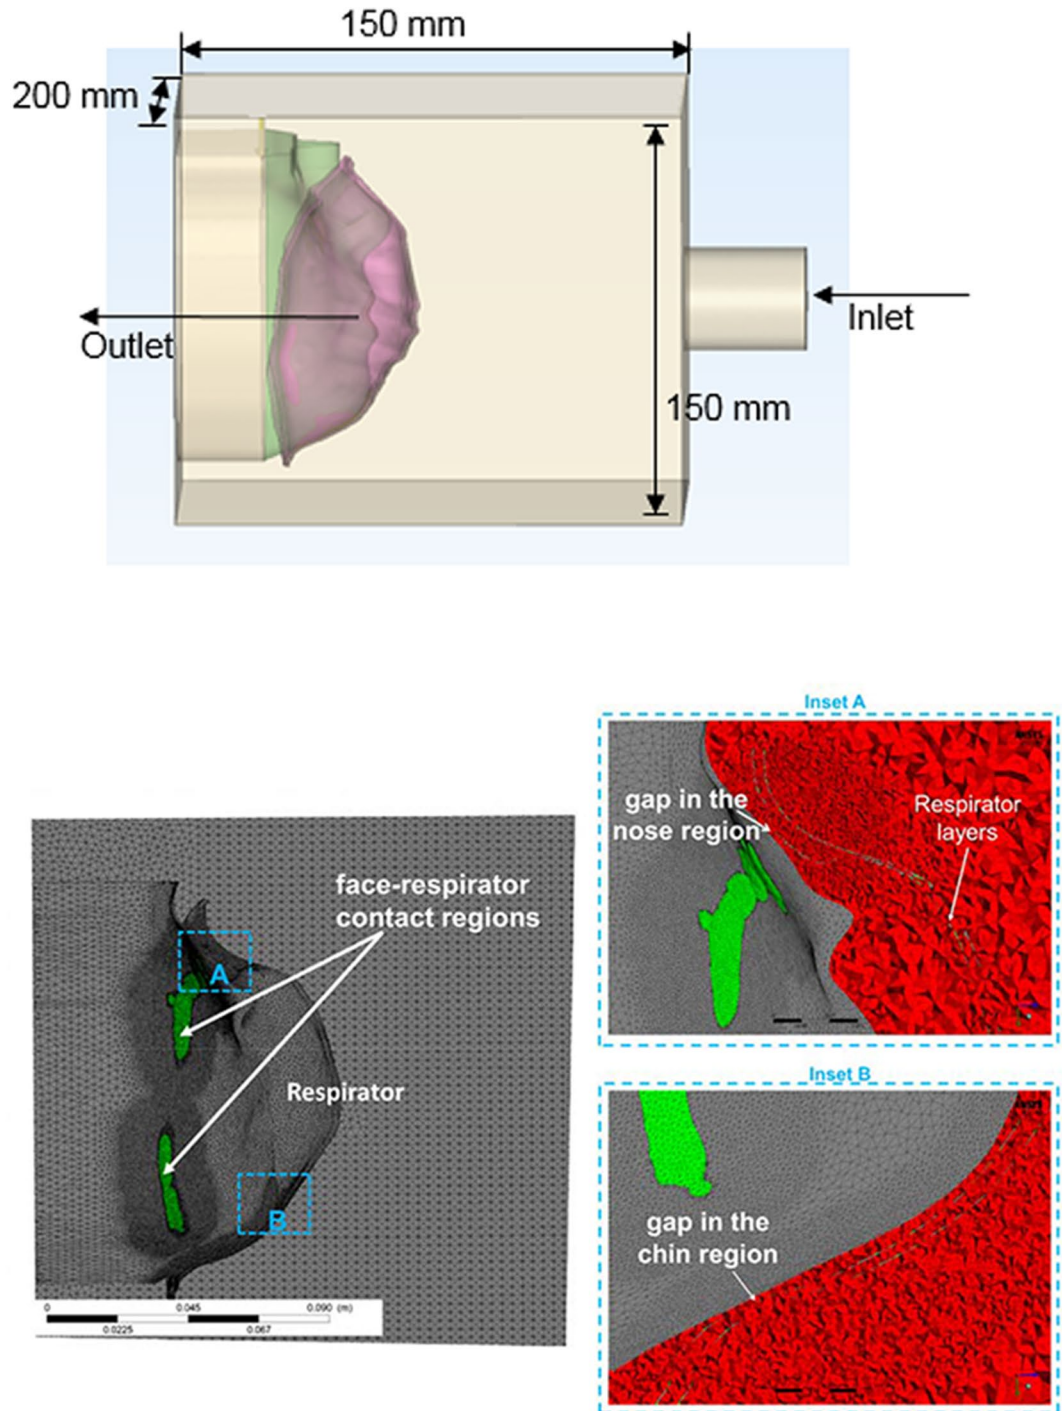 150 mm
200 mm
Inlet
Outlet
150 mm
Inset A
gap in the
nose region
Respirator
layers
face-respirator
contact regions
A
Respirator
B
0
0.045
0.090 (m)
0.0225
0.067
Inset B
gap in the
chin region